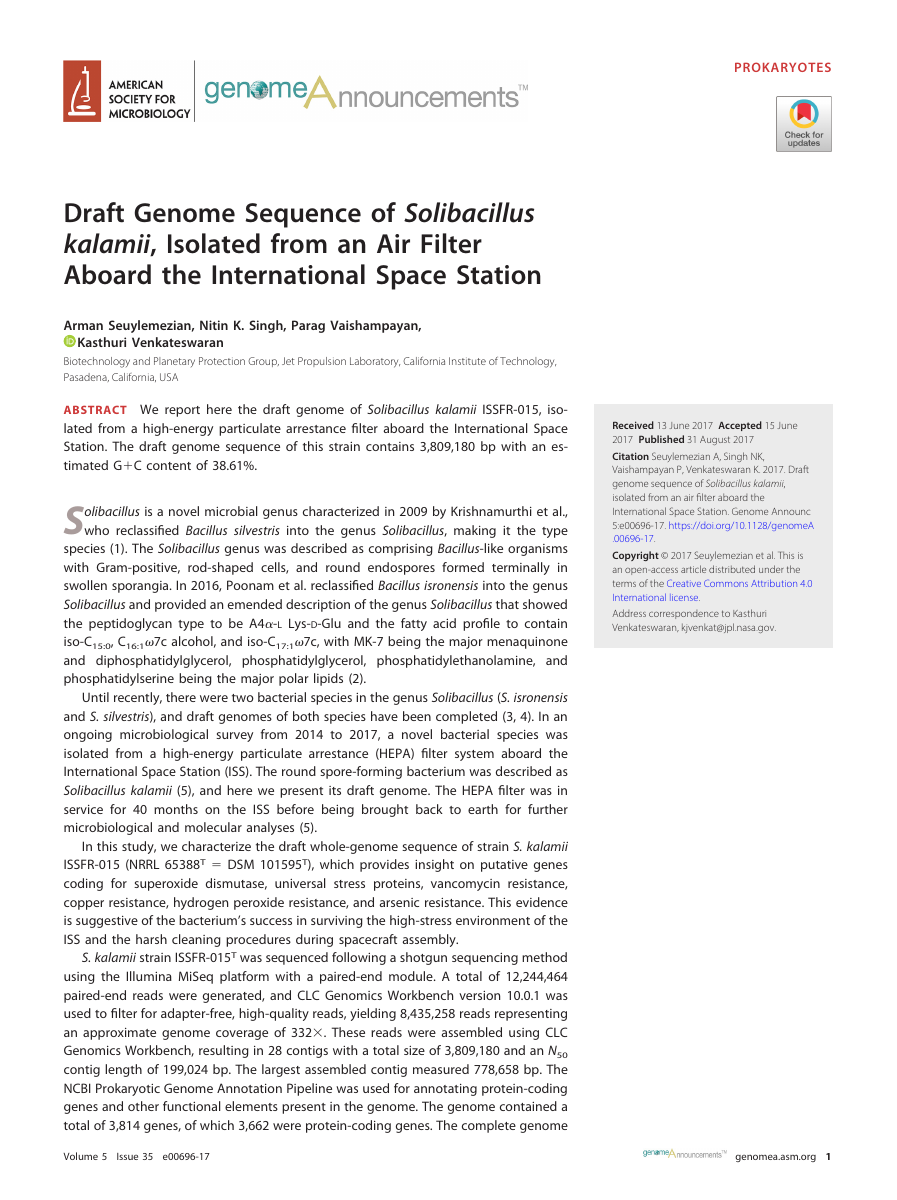 AMERICAN
SOCIETY FOR
MICROBIOLOGY
genomeAnnouncements™
PROKARYOTES
Check for
updates
Draft Genome Sequence of Solibacillus
kalamii, Isolated from an Air Filter
Aboard the International Space Station
Arman Seuylemezian, Nitin K. Singh, Parag Vaishampayan,
iD Kasthuri Venkateswaran
Biotechnology and Planetary Protection Group, Jet Propulsion Laboratory, California Institute of Technology,
Pasadena, California, USA
ABSTRACT We report here the draft genome of Solibacillus kalamii ISSFR-015, iso-
lated from a high-energy particulate arrestance filter aboard the International Space
Station. The draft genome sequence of this strain contains 3,809,180 bp with an es-
timated G+C content of 38.61%.
Solibacillus is a novel microbial genus characterized in 2009 by Krishnamurthi et al.,
who reclassified Bacillus silvestris into the genus Solibacillus, making it the type
species (1). The Solibacillus genus was described as comprising Bacillus-like organisms
with Gram-positive, rod-shaped cells, and round endospores formed terminally in
swollen sporangia. In 2016, Poonam et al. reclassified Bacillus isronensis into the genus
Solibacillus and provided an emended description of the genus Solibacillus that showed
the peptidoglycan type to be A4α-L Lys-D-Glu and the fatty acid profile to contain
iso-C15:0, C16:1ω7c alcohol, and iso-C17:1ω7c, with MK-7 being the major menaquinone
and diphosphatidylglycerol, phosphatidylglycerol, phosphatidylethanolamine, and
phosphatidylserine being the major polar lipids (2).
Until recently, there were two bacterial species in the genus Solibacillus (S. isronensis
and S. silvestris), and draft genomes of both species have been completed (3, 4). In an
ongoing microbiological survey from 2014 to 2017, a novel bacterial species was
isolated from a high-energy particulate arrestance (HEPA) filter system aboard the
International Space Station (ISS). The round spore-forming bacterium was described as
Solibacillus kalamii (5), and here we present its draft genome. The HEPA filter was in
service for 40 months on the ISS before being brought back to earth for further
microbiological and molecular analyses (5).
In this study, we characterize the draft whole-genome sequence of strain S. kalamii
ISSFR-015 (NRRL 65388ᵀ = DSM 101595ᵀ), which provides insight on putative genes
coding for superoxide dismutase, universal stress proteins, vancomycin resistance,
copper resistance, hydrogen peroxide resistance, and arsenic resistance. This evidence
is suggestive of the bacterium's success in surviving the high-stress environment of the
ISS and the harsh cleaning procedures during spacecraft assembly.
S. kalamii strain ISSFR-015ᵀ was sequenced following a shotgun sequencing method
using the Illumina MiSeq platform with a paired-end module. A total of 12,244,464
paired-end reads were generated, and CLC Genomics Workbench version 10.0.1 was
used to filter for adapter-free, high-quality reads, yielding 8,435,258 reads representing
an approximate genome coverage of 332×. These reads were assembled using CLC
Genomics Workbench, resulting in 28 contigs with a total size of 3,809,180 and an N50
contig length of 199,024 bp. The largest assembled contig measured 778,658 bp. The
NCBI Prokaryotic Genome Annotation Pipeline was used for annotating protein-coding
genes and other functional elements present in the genome. The genome contained a
total of 3,814 genes, of which 3,662 were protein-coding genes. The complete genome
Received 13 June 2017 Accepted 15 June
2017 Published 31 August 2017
Citation Seuylemezian A, Singh NK,
Vaishampayan P, Venkateswaran K. 2017. Draft
genome sequence of Solibacillus kalamii,
isolated from an air filter aboard the
International Space Station. Genome Announc
5:e00696-17. https://doi.org/10.1128/genomeA
.00696-17.
Copyright © 2017 Seuylemezian et al. This is
an open-access article distributed under the
terms of the Creative Commons Attribution 4.0
International license.
Address correspondence to Kasthuri
Venkateswaran, kjvenkat@jpl.nasa.gov.
Volume 5 Issue 35 e00696-17
genomeAnnouncements™ genomea.asm.org 1